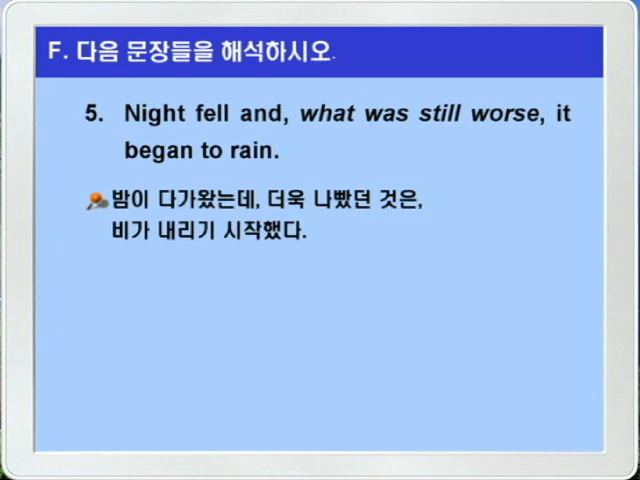 F. 다음 문장들을 해석하시오.
5. Night fell and, what was still worse, it
began to rain.
밤이 다가왔는데, 더욱 나빴던 것은,
비가 내리기 시작했다.